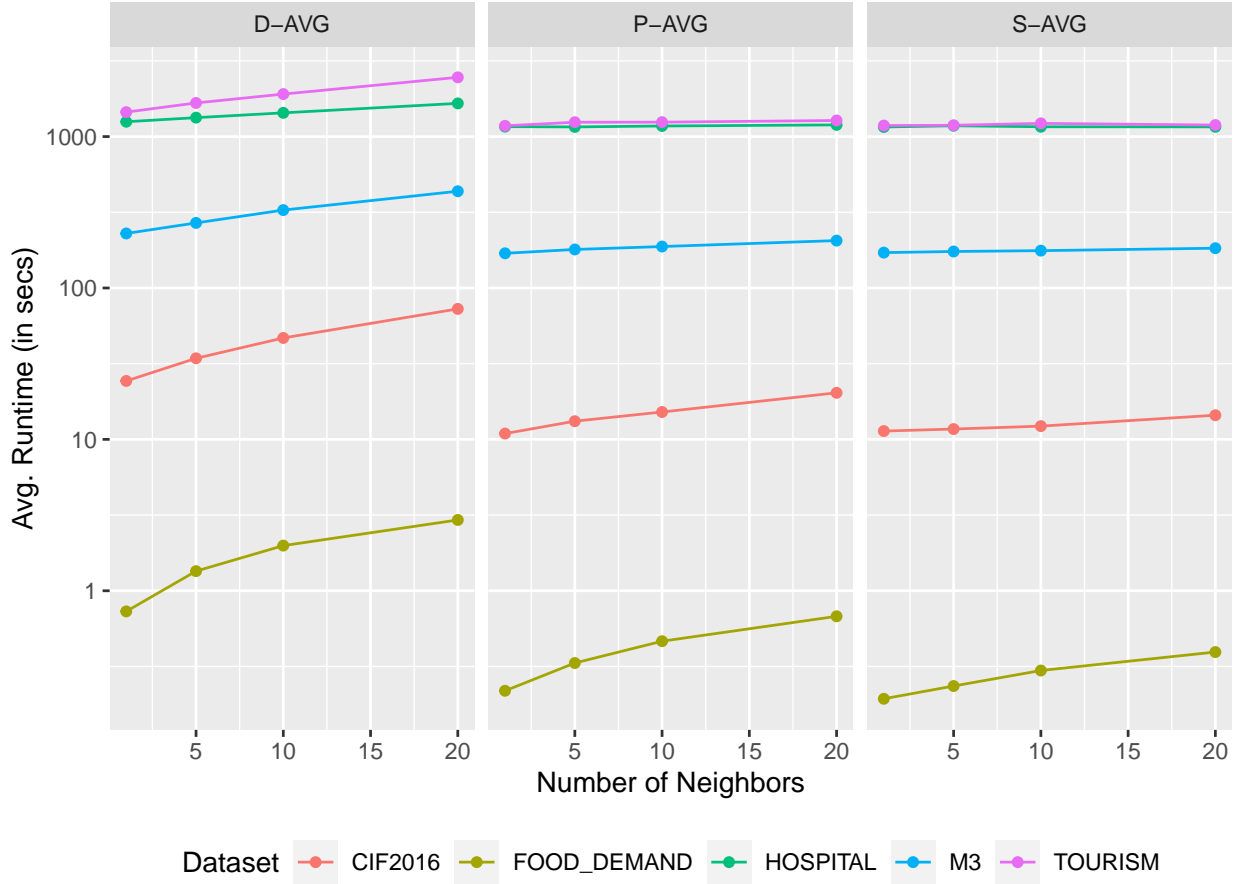 D−AVG P−AVG S−AVG
1000
100
10
1
Avg. Runtime (in secs)
5 10 15 20 5 10 15 20 5 10 15 20
Number of Neighbors
Dataset CIF2016 FOOD_DEMAND HOSPITAL M3 TOURISM